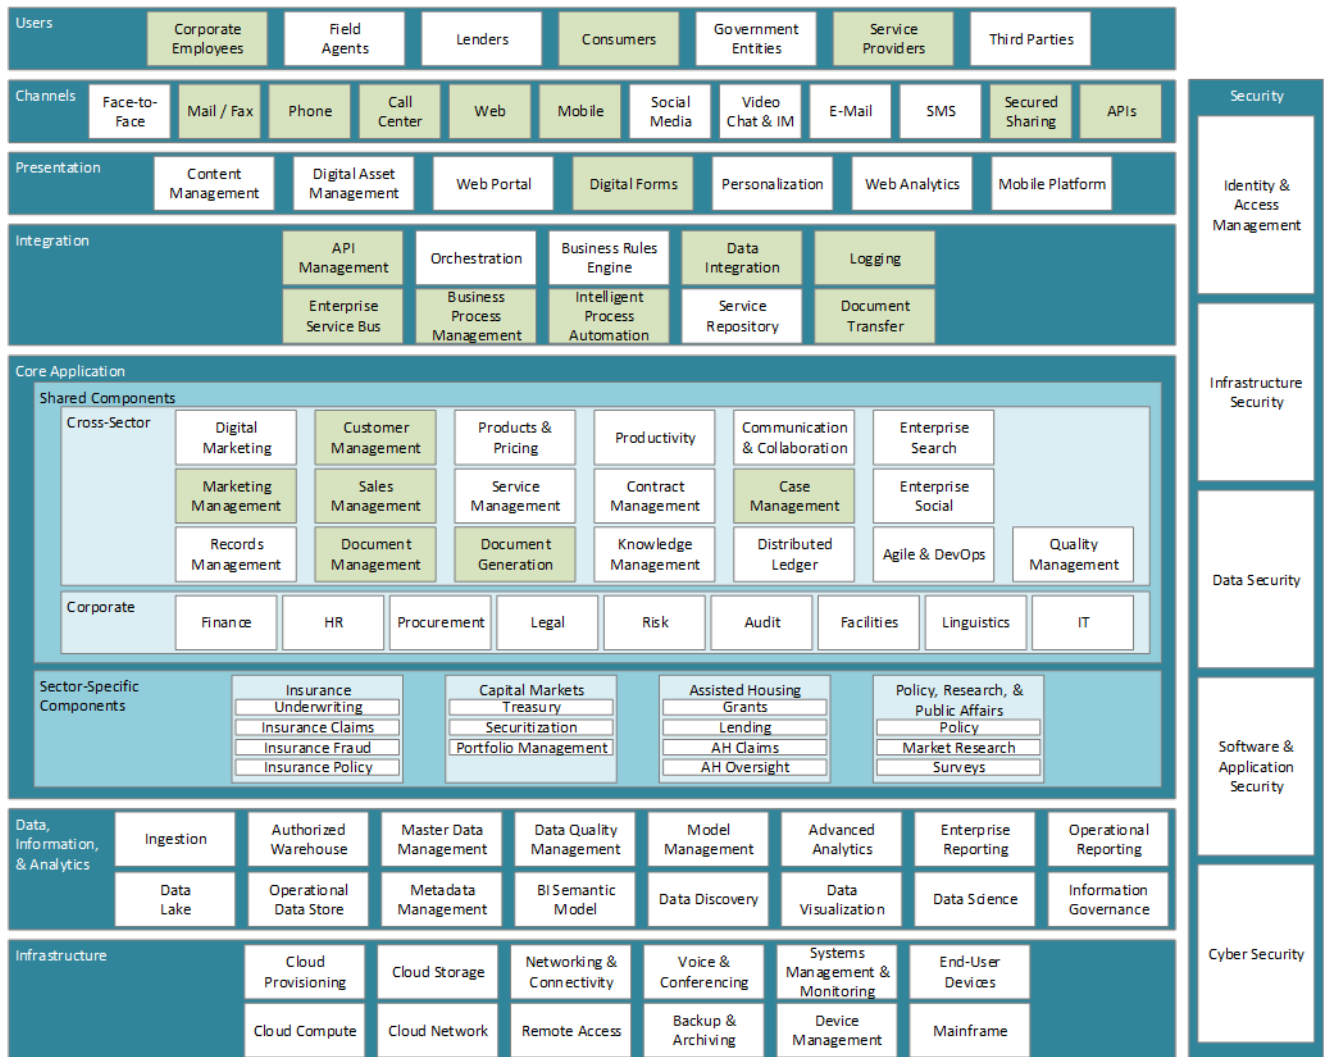 Users
Corporate
Employees
Field
Agents
Lenders
Consumers
Government
Entities
Service
Providers
Third Parties
Channels
Face-to-
Face
Mail / Fax
Phone
Call
Center
Web
Mobile
Social
Media
Video
Chat & IM
E-Mail
SMS
Secured
Sharing
APIs
Presentation
Content
Management
Digital Asset
Management
Web Portal
Digital Forms
Personalization
Web Analytics
Mobile Platform
Integration
API
Management
Orchestration
Business Rules
Engine
Data
Integration
Logging
Enterprise
Service Bus
Business
Process
Management
Intelligent
Process
Automation
Service
Repository
Document
Transfer
Core Application
Shared Components
Cross-Sector
Digital
Marketing
Customer
Management
Products &
Pricing
Productivity
Communication
& Collaboration
Enterprise
Search
Marketing
Management
Sales
Management
Service
Management
Contract
Management
Case
Management
Enterprise
Social
Records
Management
Document
Management
Document
Generation
Knowledge
Management
Distributed
Ledger
Agile & DevOps
Quality
Management
Corporate
Finance
HR
Procurement
Legal
Risk
Audit
Facilities
Linguistics
IT
Sector-Specific
Components
Insurance
Underwriting
Insurance Claims
Insurance Fraud
Insurance Policy
Capital Markets
Treasury
Securitization
Portfolio Management
Assisted Housing
Grants
Lending
AH Claims
AH Oversight
Policy, Research, &
Public Affairs
Policy
Market Research
Surveys
Data,
Information,
& Analytics
Ingestion
Authorized
Warehouse
Master Data
Management
Data Quality
Management
Model
Management
Advanced
Analytics
Enterprise
Reporting
Operational
Reporting
Data
Lake
Operational
Data Store
Metadata
Management
BI Semantic
Model
Data Discovery
Data
Visualization
Data Science
Information
Governance
Infrastructure
Cloud
Provisioning
Cloud Storage
Networking &
Connectivity
Voice &
Conferencing
Systems
Management &
Monitoring
End-User
Devices
Cloud Compute
Cloud Network
Remote Access
Backup &
Archiving
Device
Management
Mainframe
Security
Identity &
Access
Management
Infrastructure
Security
Data Security
Software &
Application
Security
Cyber Security